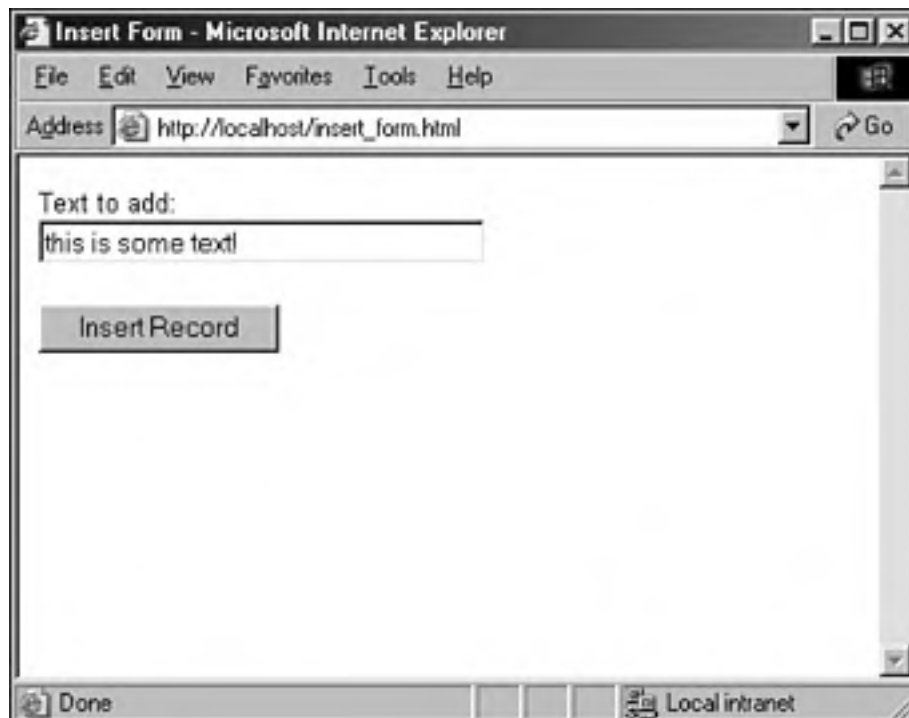 Insert Form - Microsoft Internet Explorer
File Edit View Favorites Tools Help
Address http://localhost/insert_form.html Go
Text to add:
this is some text!
Insert Record
Done Local intranet